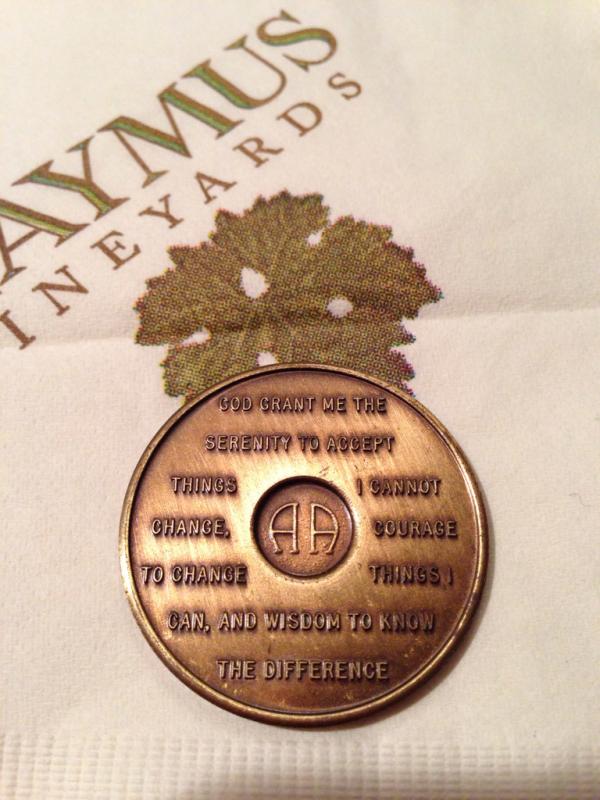 AYMUS
INEYARDS
GOD GRANT ME THE
SERENITY TO ACCEPT
THINGS I CANNOT
CHANGE, COURAGE
TO CHANGE THINGS I
CAN, AND WISDOM TO KNOW
THE DIFFERENCE
AA